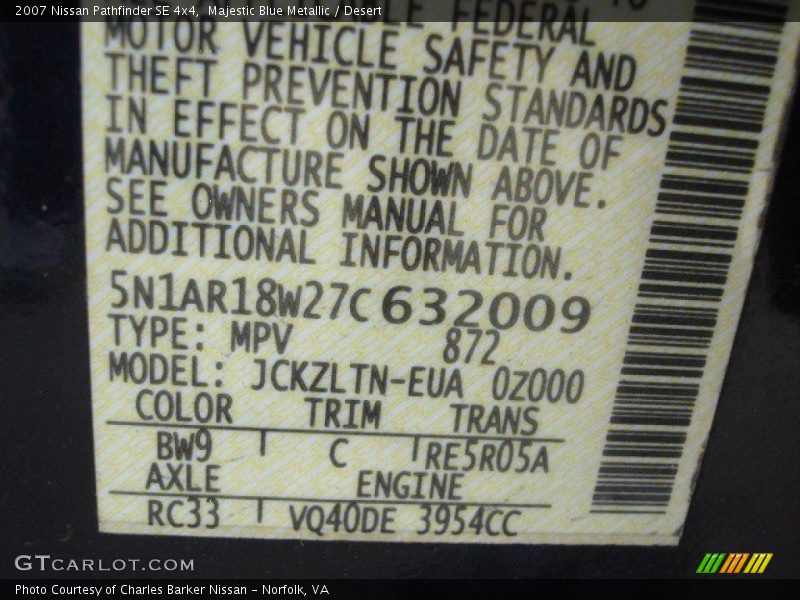 2007 Nissan Pathfinder SE 4x4, Majestic Blue Metallic / Desert
FEDERAL
MOTOR VEHICLE SAFETY AND
THEFT PREVENTION STANDARDS
IN EFFECT ON THE DATE OF
MANUFACTURE SHOWN ABOVE.
SEE OWNERS MANUAL FOR
ADDITIONAL INFORMATION.
5N1AR18W27C632009
TYPE: MPV 872
MODEL: JCKZLTN-EUA 0Z000
COLOR TRIM TRANS
BW9 C RE5R05A
AXLE ENGINE
RC33 VQ40DE 3954CC
GTCARLOT.COM
Photo Courtesy of Charles Barker Nissan - Norfolk, VA